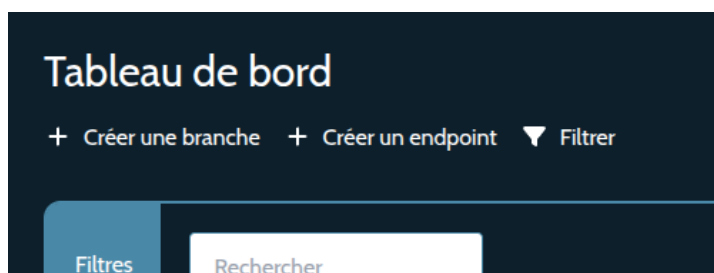 Tableau de bord
Créer une branche Créer un endpoint Filtrer
Filtres Rechercher